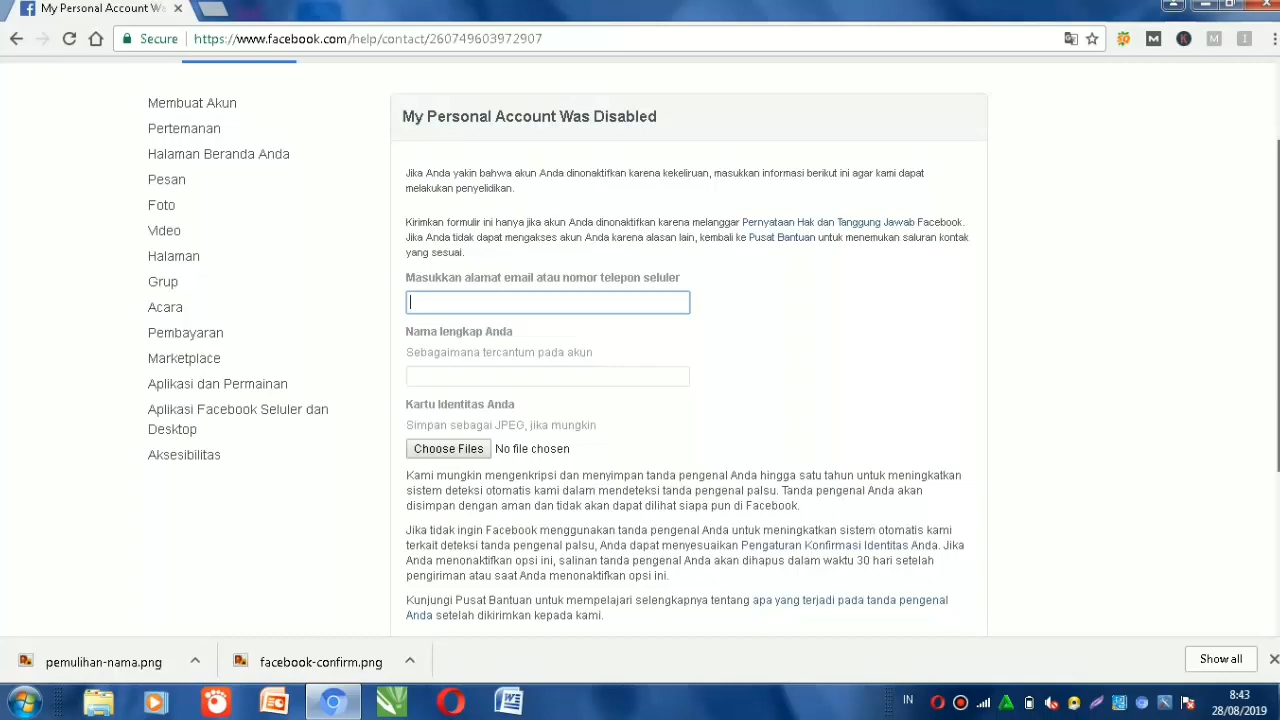 My Personal Account Wa
Secure
https://www.facebook.com/help/contact/260749603972907
Membuat Akun
Pertemanan
Halaman Beranda Anda
Pesan
Foto
Video
Halaman
Grup
Acara
Pembayaran
Marketplace
Aplikasi dan Permainan
Aplikasi Facebook Seluler dan
Desktop
Aksesibilitas
My Personal Account Was Disabled
Jika Anda yakin bahwa akun Anda dinonaktifkan karena kekeliruan, masukkan informasi berikut ini agar kami dapat
melakukan penyelidikan.
Kirimkan formulir ini hanya jika akun Anda dinonaktifkan karena melanggar Pernyataan Hak dan Tanggung Jawab Facebook.
Jika Anda tidak dapat mengakses akun Anda karena alasan lain, kembali ke Pusat Bantuan untuk menemukan saluran kontak
yang sesuai.
Masukkan alamat email atau nomor telepon seluler
Nama lengkap Anda
Sebagaimana tercantum pada akun
Kartu Identitas Anda
Simpan sebagai JPEG, jika mungkin
Choose Files No file chosen
Kami mungkin mengenkripsi dan menyimpan tanda pengenal Anda hingga satu tahun untuk meningkatkan
sistem deteksi otomatis kami dalam mendeteksi tanda pengenal palsu. Tanda pengenal Anda akan
disimpan dengan aman dan tidak akan dapat dilihat siapa pun di Facebook.
Jika tidak ingin Facebook menggunakan tanda pengenal Anda untuk meningkatkan sistem otomatis kami
terkait deteksi tanda pengenal palsu, Anda dapat menyesuaikan Pengaturan Konfirmasi Identitas Anda. Jika
Anda menonaktifkan opsi ini, salinan tanda pengenal Anda akan dihapus dalam waktu 30 hari setelah
pengiriman atau saat Anda menonaktifkan opsi ini.
Kunjungi Pusat Bantuan untuk mempelajari selengkapnya tentang apa yang terjadi pada tanda pengenal
Anda setelah dikirimkan kepada kami.
pemulihan-nama.png
facebook-confirm.png
Show all
IN
8:43
28/08/2019